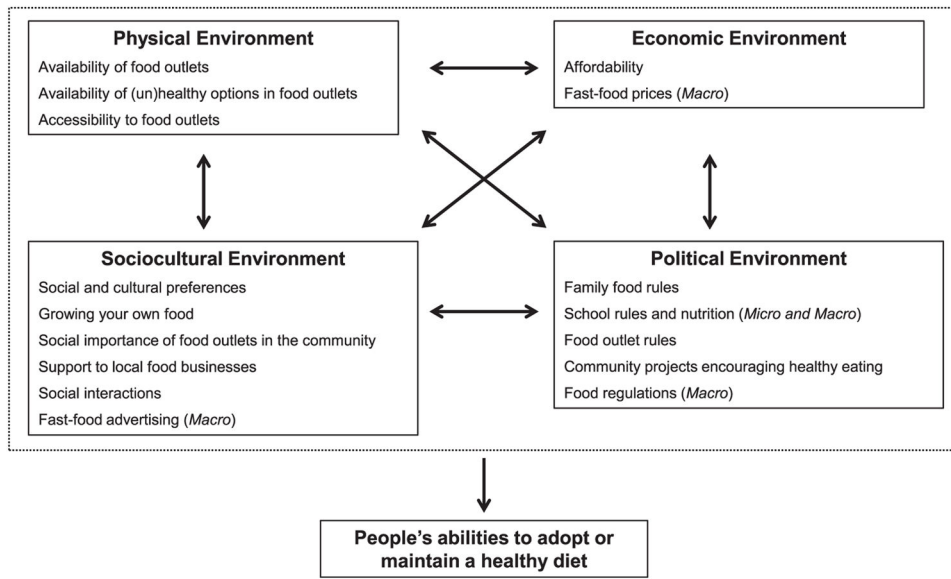 Physical Environment
Availability of food outlets
Availability of (un)healthy options in food outlets
Accessibility to food outlets
Economic Environment
Affordability
Fast-food prices (Macro)
Sociocultural Environment
Social and cultural preferences
Growing your own food
Social importance of food outlets in the community
Support to local food businesses
Social interactions
Fast-food advertising (Macro)
Political Environment
Family food rules
School rules and nutrition (Micro and Macro)
Food outlet rules
Community projects encouraging healthy eating
Food regulations (Macro)
People’s abilities to adopt or
maintain a healthy diet